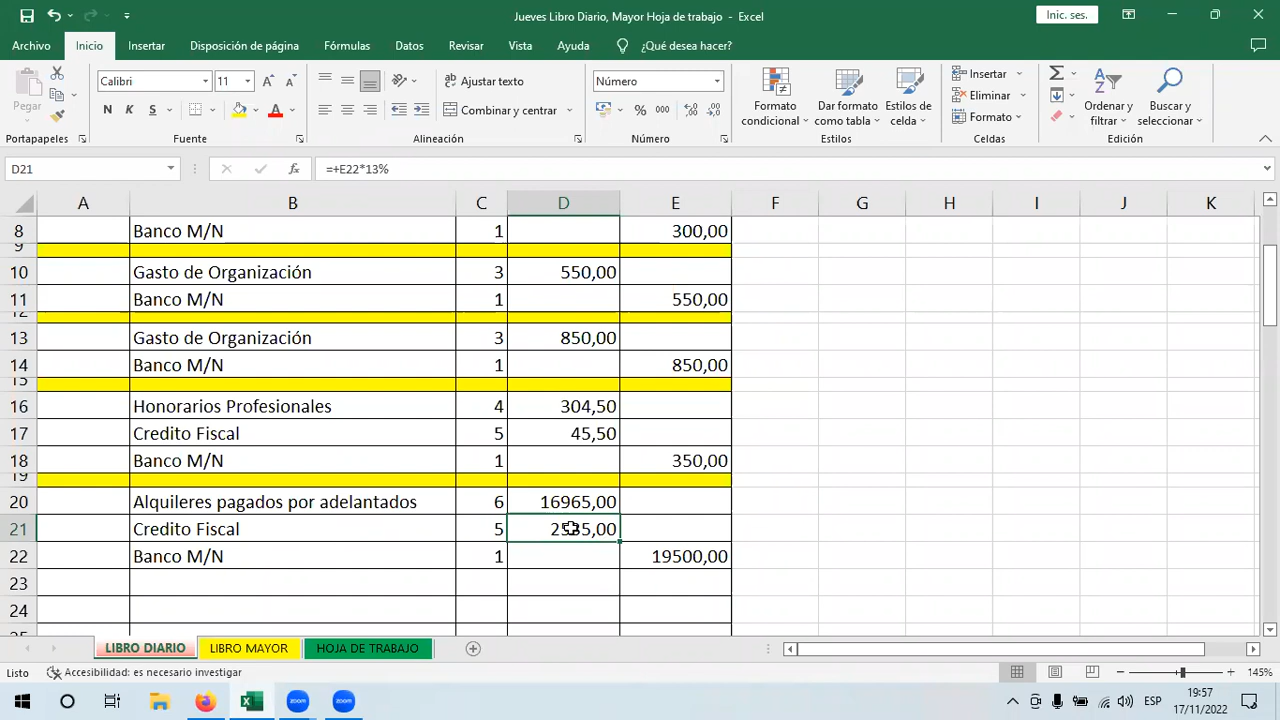 Jueves Libro Diario, Mayor Hoja de trabajo - Excel
Inic. ses.
Archivo Inicio Insertar Disposición de página Fórmulas Datos Revisar Vista Ayuda ¿Qué desea hacer?
Pegar
Calibri 11
N K S
Ajustar texto
Combinar y centrar
Número
% 000
Formato condicional
Dar formato como tabla
Estilos de celda
Insertar
Eliminar
Formato
Ordenar y filtrar
Buscar y seleccionar
Portapapeles Fuente Alineación Número Estilos Celdas Edición
D21 fx =+E22*13%
A B C D E F G H I J K
8 Banco M/N 1 300,00
9
10 Gasto de Organización 3 550,00
11 Banco M/N 1 550,00
12
13 Gasto de Organización 3 850,00
14 Banco M/N 1 850,00
15
16 Honorarios Profesionales 4 304,50
17 Credito Fiscal 5 45,50
18 Banco M/N 1 350,00
19
20 Alquileres pagados por adelantados 6 16965,00
21 Credito Fiscal 5 2535,00
22 Banco M/N 1 19500,00
23
24
LIBRO DIARIO LIBRO MAYOR HOJA DE TRABAJO
Listo Accesibilidad: es necesario investigar 145%
zoom zoom
ESP
19:57
17/11/2022